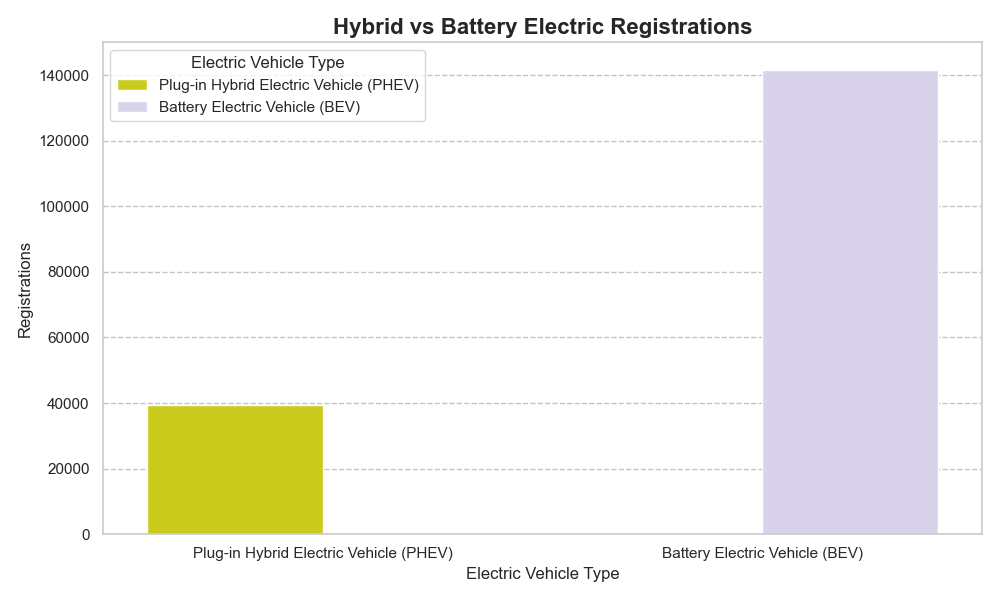 Hybrid vs Battery Electric Registrations
Electric Vehicle Type
Plug-in Hybrid Electric Vehicle (PHEV)
Battery Electric Vehicle (BEV)
Registrations
140000
120000
100000
80000
60000
40000
20000
0
Plug-in Hybrid Electric Vehicle (PHEV)
Battery Electric Vehicle (BEV)
Electric Vehicle Type